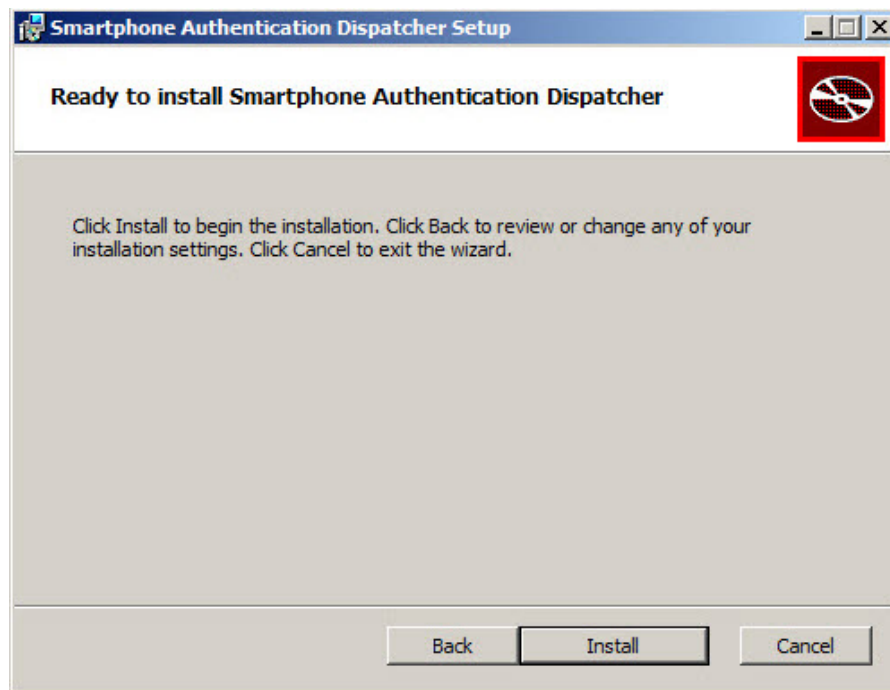 Smartphone Authentication Dispatcher Setup
Ready to install Smartphone Authentication Dispatcher
Click Install to begin the installation. Click Back to review or change any of your
installation settings. Click Cancel to exit the wizard.
Back Install Cancel